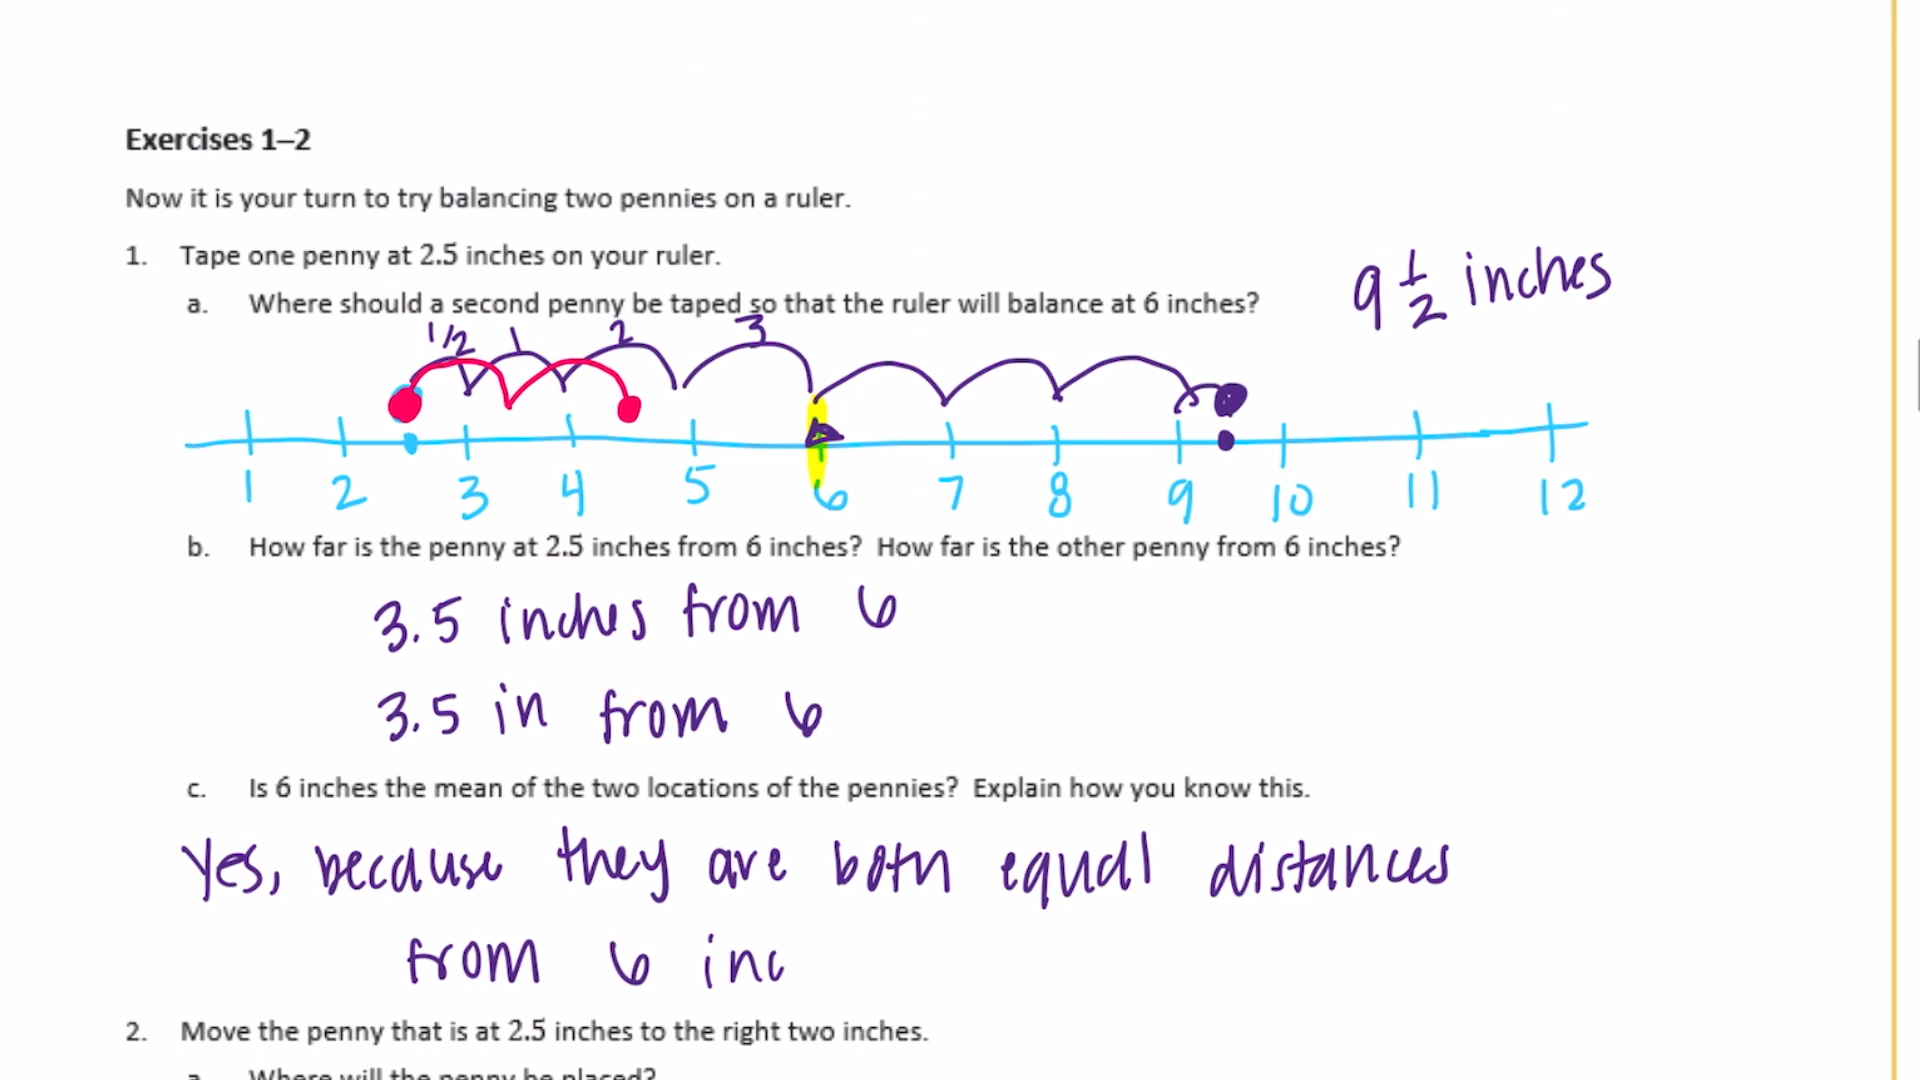 Exercises 1–2
Now it is your turn to try balancing two pennies on a ruler.
1. Tape one penny at 2.5 inches on your ruler.
9 1/2 inches
a. Where should a second penny be taped so that the ruler will balance at 6 inches?
1/2 1 2 3
1 2 3 4 5 6 7 8 9 10 11 12
b. How far is the penny at 2.5 inches from 6 inches? How far is the other penny from 6 inches?
3.5 inches from 6
3.5 in from 6
c. Is 6 inches the mean of the two locations of the pennies? Explain how you know this.
Yes, because they are both equal distances
from 6 inc
2. Move the penny that is at 2.5 inches to the right two inches.
a. Where will the penny be placed?